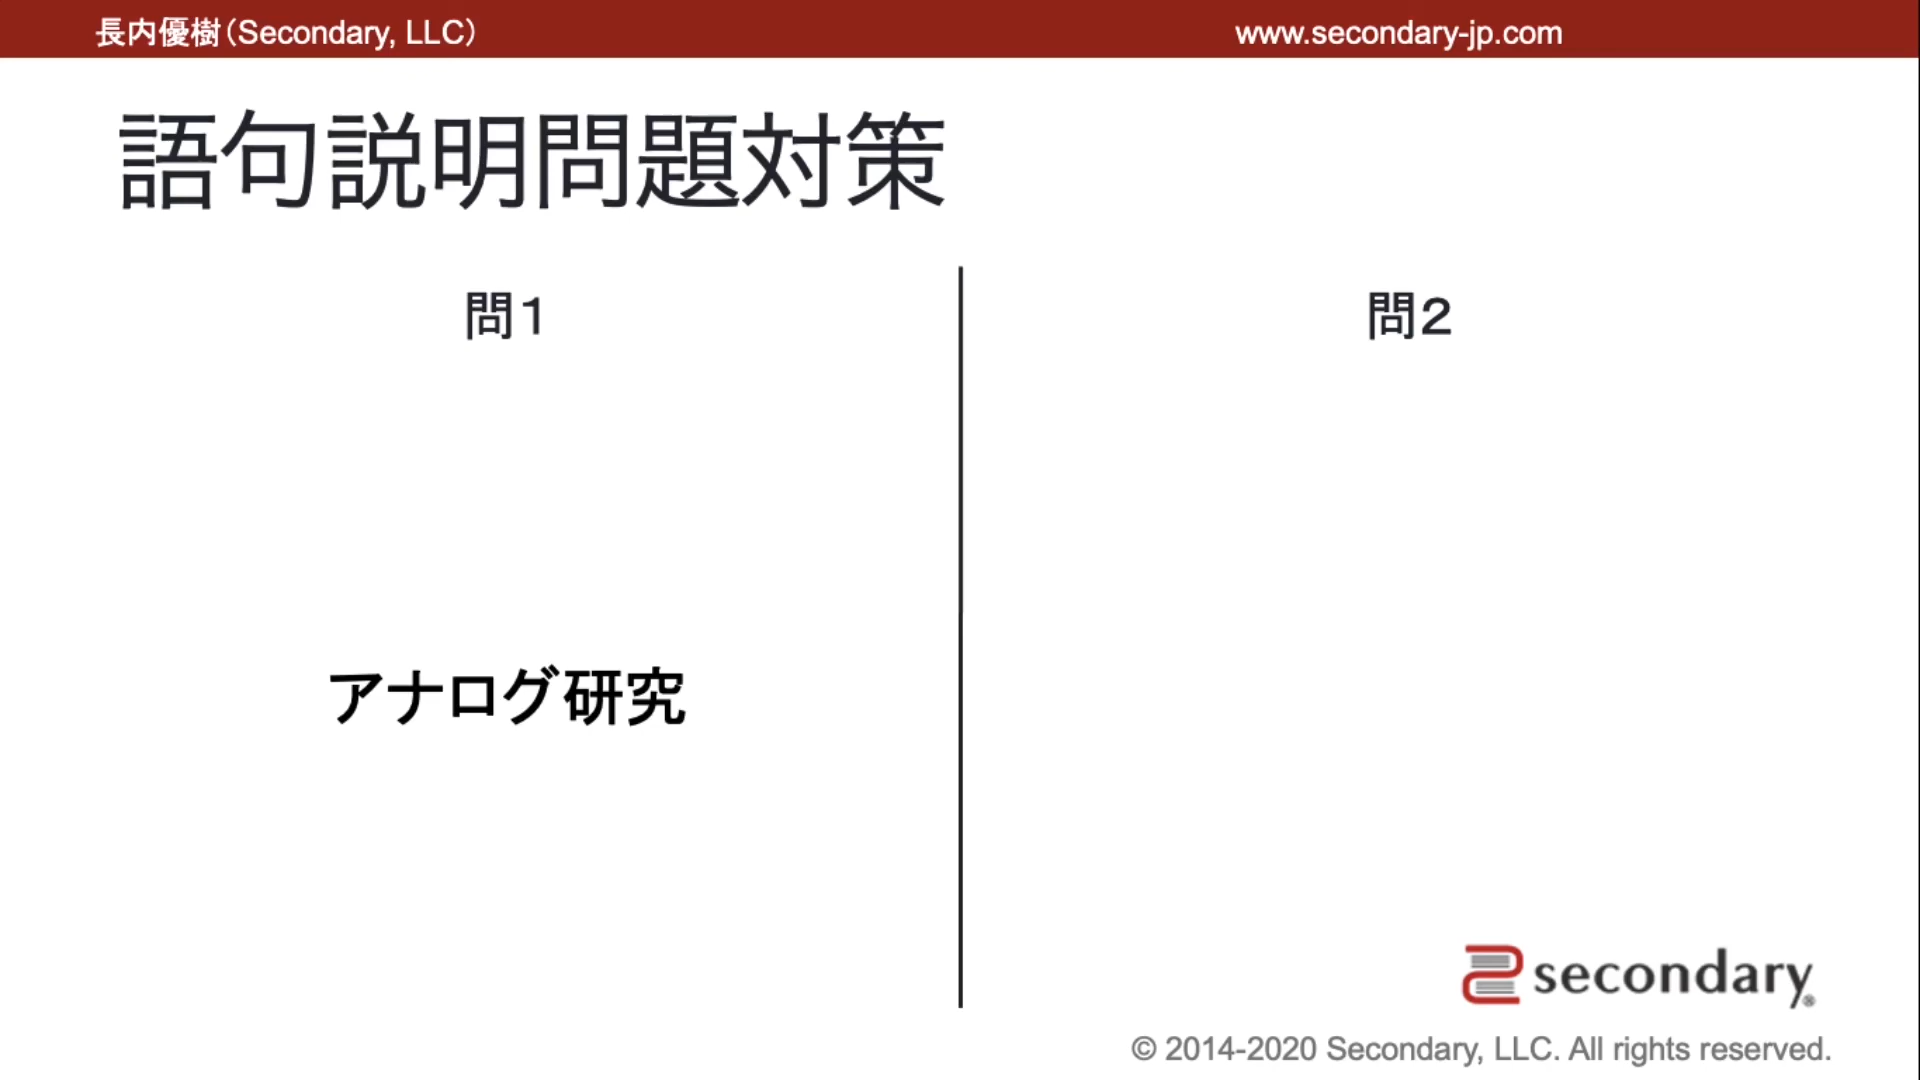 長内優樹（Secondary, LLC）
www.secondary-jp.com
語句説明問題対策
問１
問２
アナログ研究
secondary®
© 2014-2020 Secondary, LLC. All rights reserved.